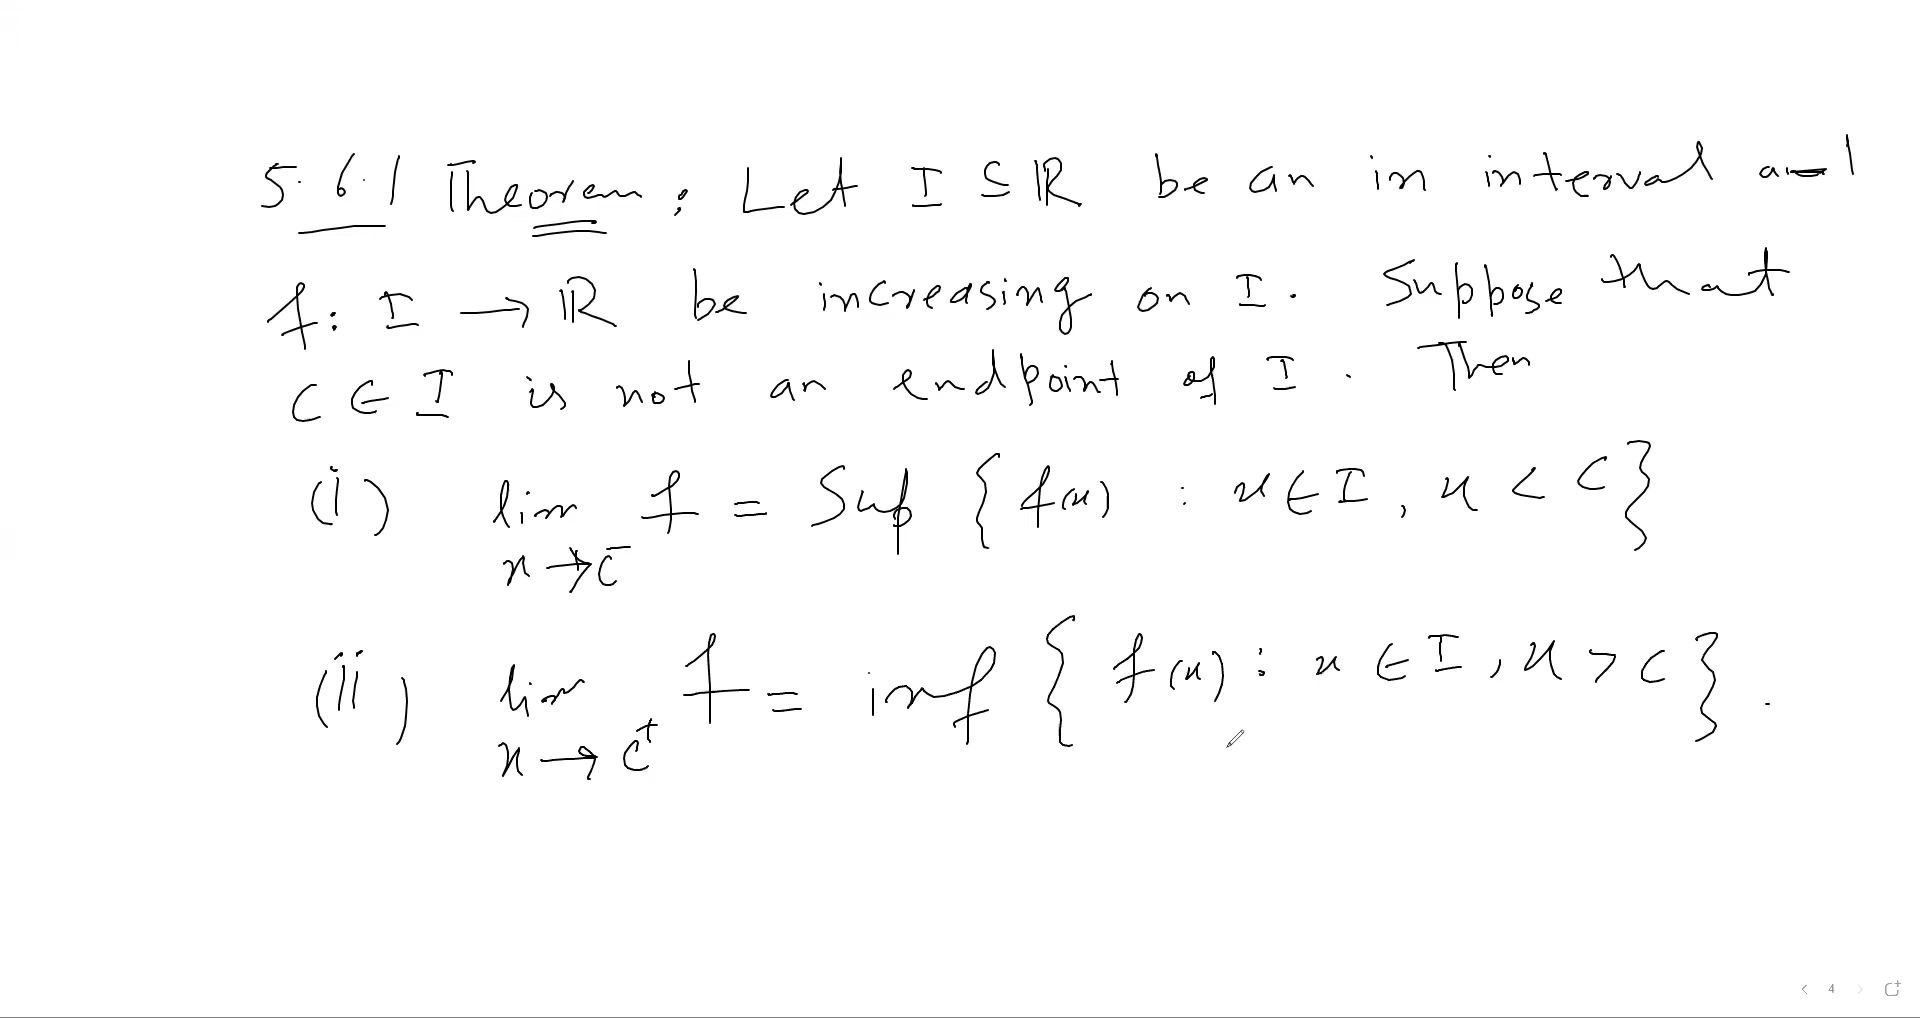 5.6.1 Theorem : Let I ⊆ ℝ be an in interval and
f : I → ℝ be increasing on I . Suppose that
c ∈ I is not an endpoint of I . Then
(i) lim f = Sup { f(x) : x ∈ I , x < c }
x → c⁻
(ii) lim f = inf { f(x) : x ∈ I , x > c } .
x → c⁺
4